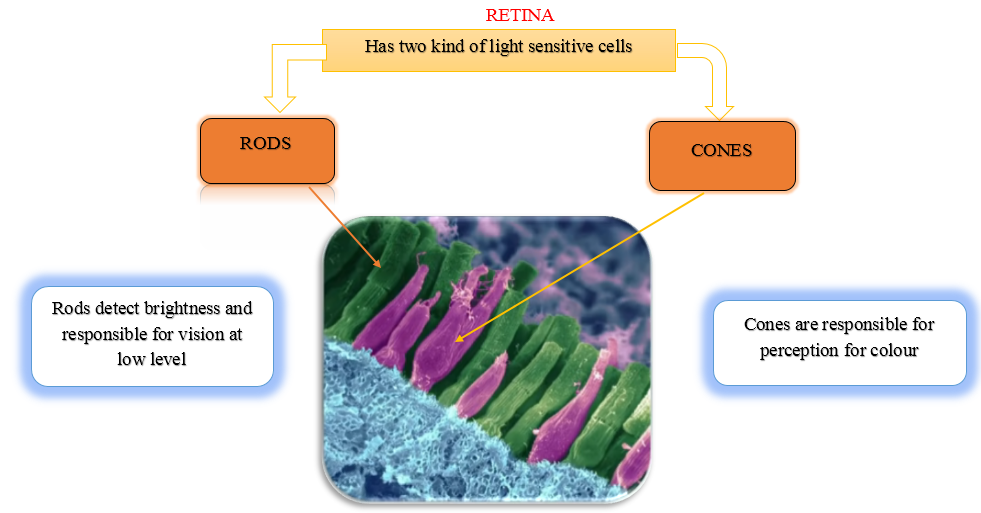 RETINA
Has two kind of light sensitive cells
RODS
CONES
Rods detect brightness and
responsible for vision at
low level
Cones are responsible for
perception for colour